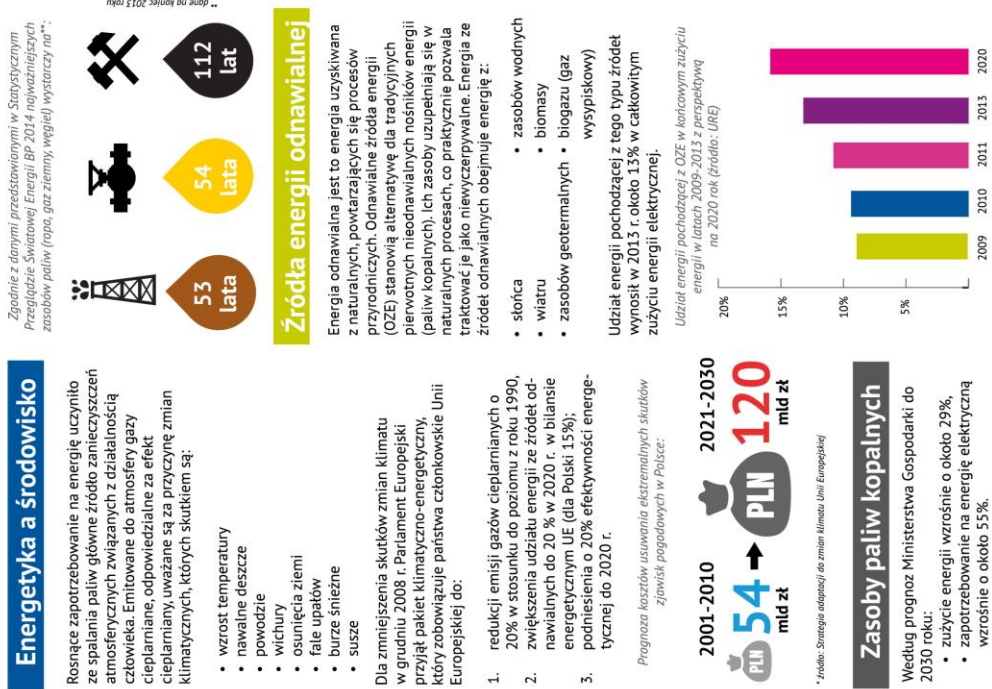 Energetyka a środowisko
Rosnące zapotrzebowanie na energię uczyniło
ze spalania paliw główne źródło zanieczyszczeń
atmosferycznych związanych z działalnością
człowieka. Emitowane do atmosfery gazy
cieplarniane, odpowiedzialne za efekt
cieplarniany, uważane są za przyczynę zmian
klimatycznych, których skutkiem są:
• wzrost temperatury
• nawalne deszcze
• powodzie
• wichury
• osunięcia ziemi
• fale upałów
• burze śnieżne
• susze
Dla zmniejszenia skutków zmian klimatu
w grudniu 2008 r. Parlament Europejski
przyjął pakiet klimatyczno-energetyczny,
który zobowiązuje państwa członkowskie Unii
Europejskiej do:
1. redukcji emisji gazów cieplarnianych o
20% w stosunku do poziomu z roku 1990,
2. zwiększenia udziału energii ze źródeł od-
nawialnych do 20 % w 2020 r. w bilansie
energetycznym UE (dla Polski 15%);
3. podniesienia o 20% efektywności energe-
tycznej do 2020 r.
Prognoza kosztów usuwania ekstremalnych skutków
zjawisk pogodowych w Polsce:
2001-2010 2021-2030
PLN 54 PLN 120
mld zł mld zł
* źródło: Strategia adaptacji do zmian klimatu Unii Europejskiej
Zasoby paliw kopalnych
Według prognoz Ministerstwa Gospodarki do
2030 roku:
• zużycie energii wzrośnie o około 29%,
• zapotrzebowanie na energię elektryczną
wzrośnie o około 55%.
Zgodnie z danymi przedstawionymi w Statystycznym
Przeglądzie Światowej Energii BP 2014 najważniejszych
zasobów paliw (ropa, gaz ziemny, węgiel) wystarczy na**:
53 54 112
lata lata lat
** dane na koniec 2013 roku
Źródła energii odnawialnej
Energia odnawialna jest to energia uzyskiwana
z naturalnych, powtarzających się procesów
przyrodniczych. Odnawialne źródła energii
(OZE) stanowią alternatywę dla tradycyjnych
pierwotnych nieodnawialnych nośników energii
(paliw kopalnych). Ich zasoby uzupełniają się w
naturalnych procesach, co praktycznie pozwala
traktować je jako niewyczerpywalne. Energia ze
źródeł odnawialnych obejmuje energię z:
• słońca
• wiatru
• zasobów geotermalnych
• zasobów wodnych
• biomasy
• biogazu (gaz
wysypiskowy)
Udział energii pochodzącej z tego typu źródeł
wynosił w 2013 r. około 13% w całkowitym
zużyciu energii elektrycznej.
Udział energii pochodzącej z OZE w końcowym zużyciu
energii w latach 2009-2013 z perspektywą
na 2020 rok (źródło: URE)
20%
15%
10%
5%
2009 2010 2011 2013 2020